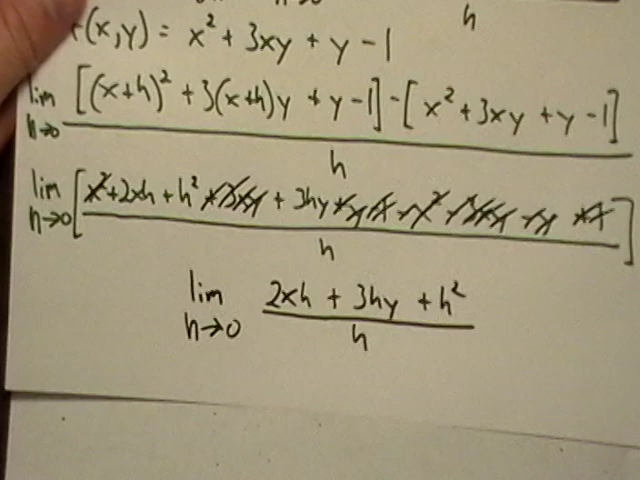 h
(x,y) = x² + 3xy + y - 1
lim h→0 [(x+h)² + 3(x+h)y + y - 1] - [x² + 3xy + y - 1]
h
lim h→0 [x² + 2xh + h² + 3xy + 3hy + y - 1 - x² - 3xy - y + 1]
h
lim h→0 2xh + 3hy + h²
h